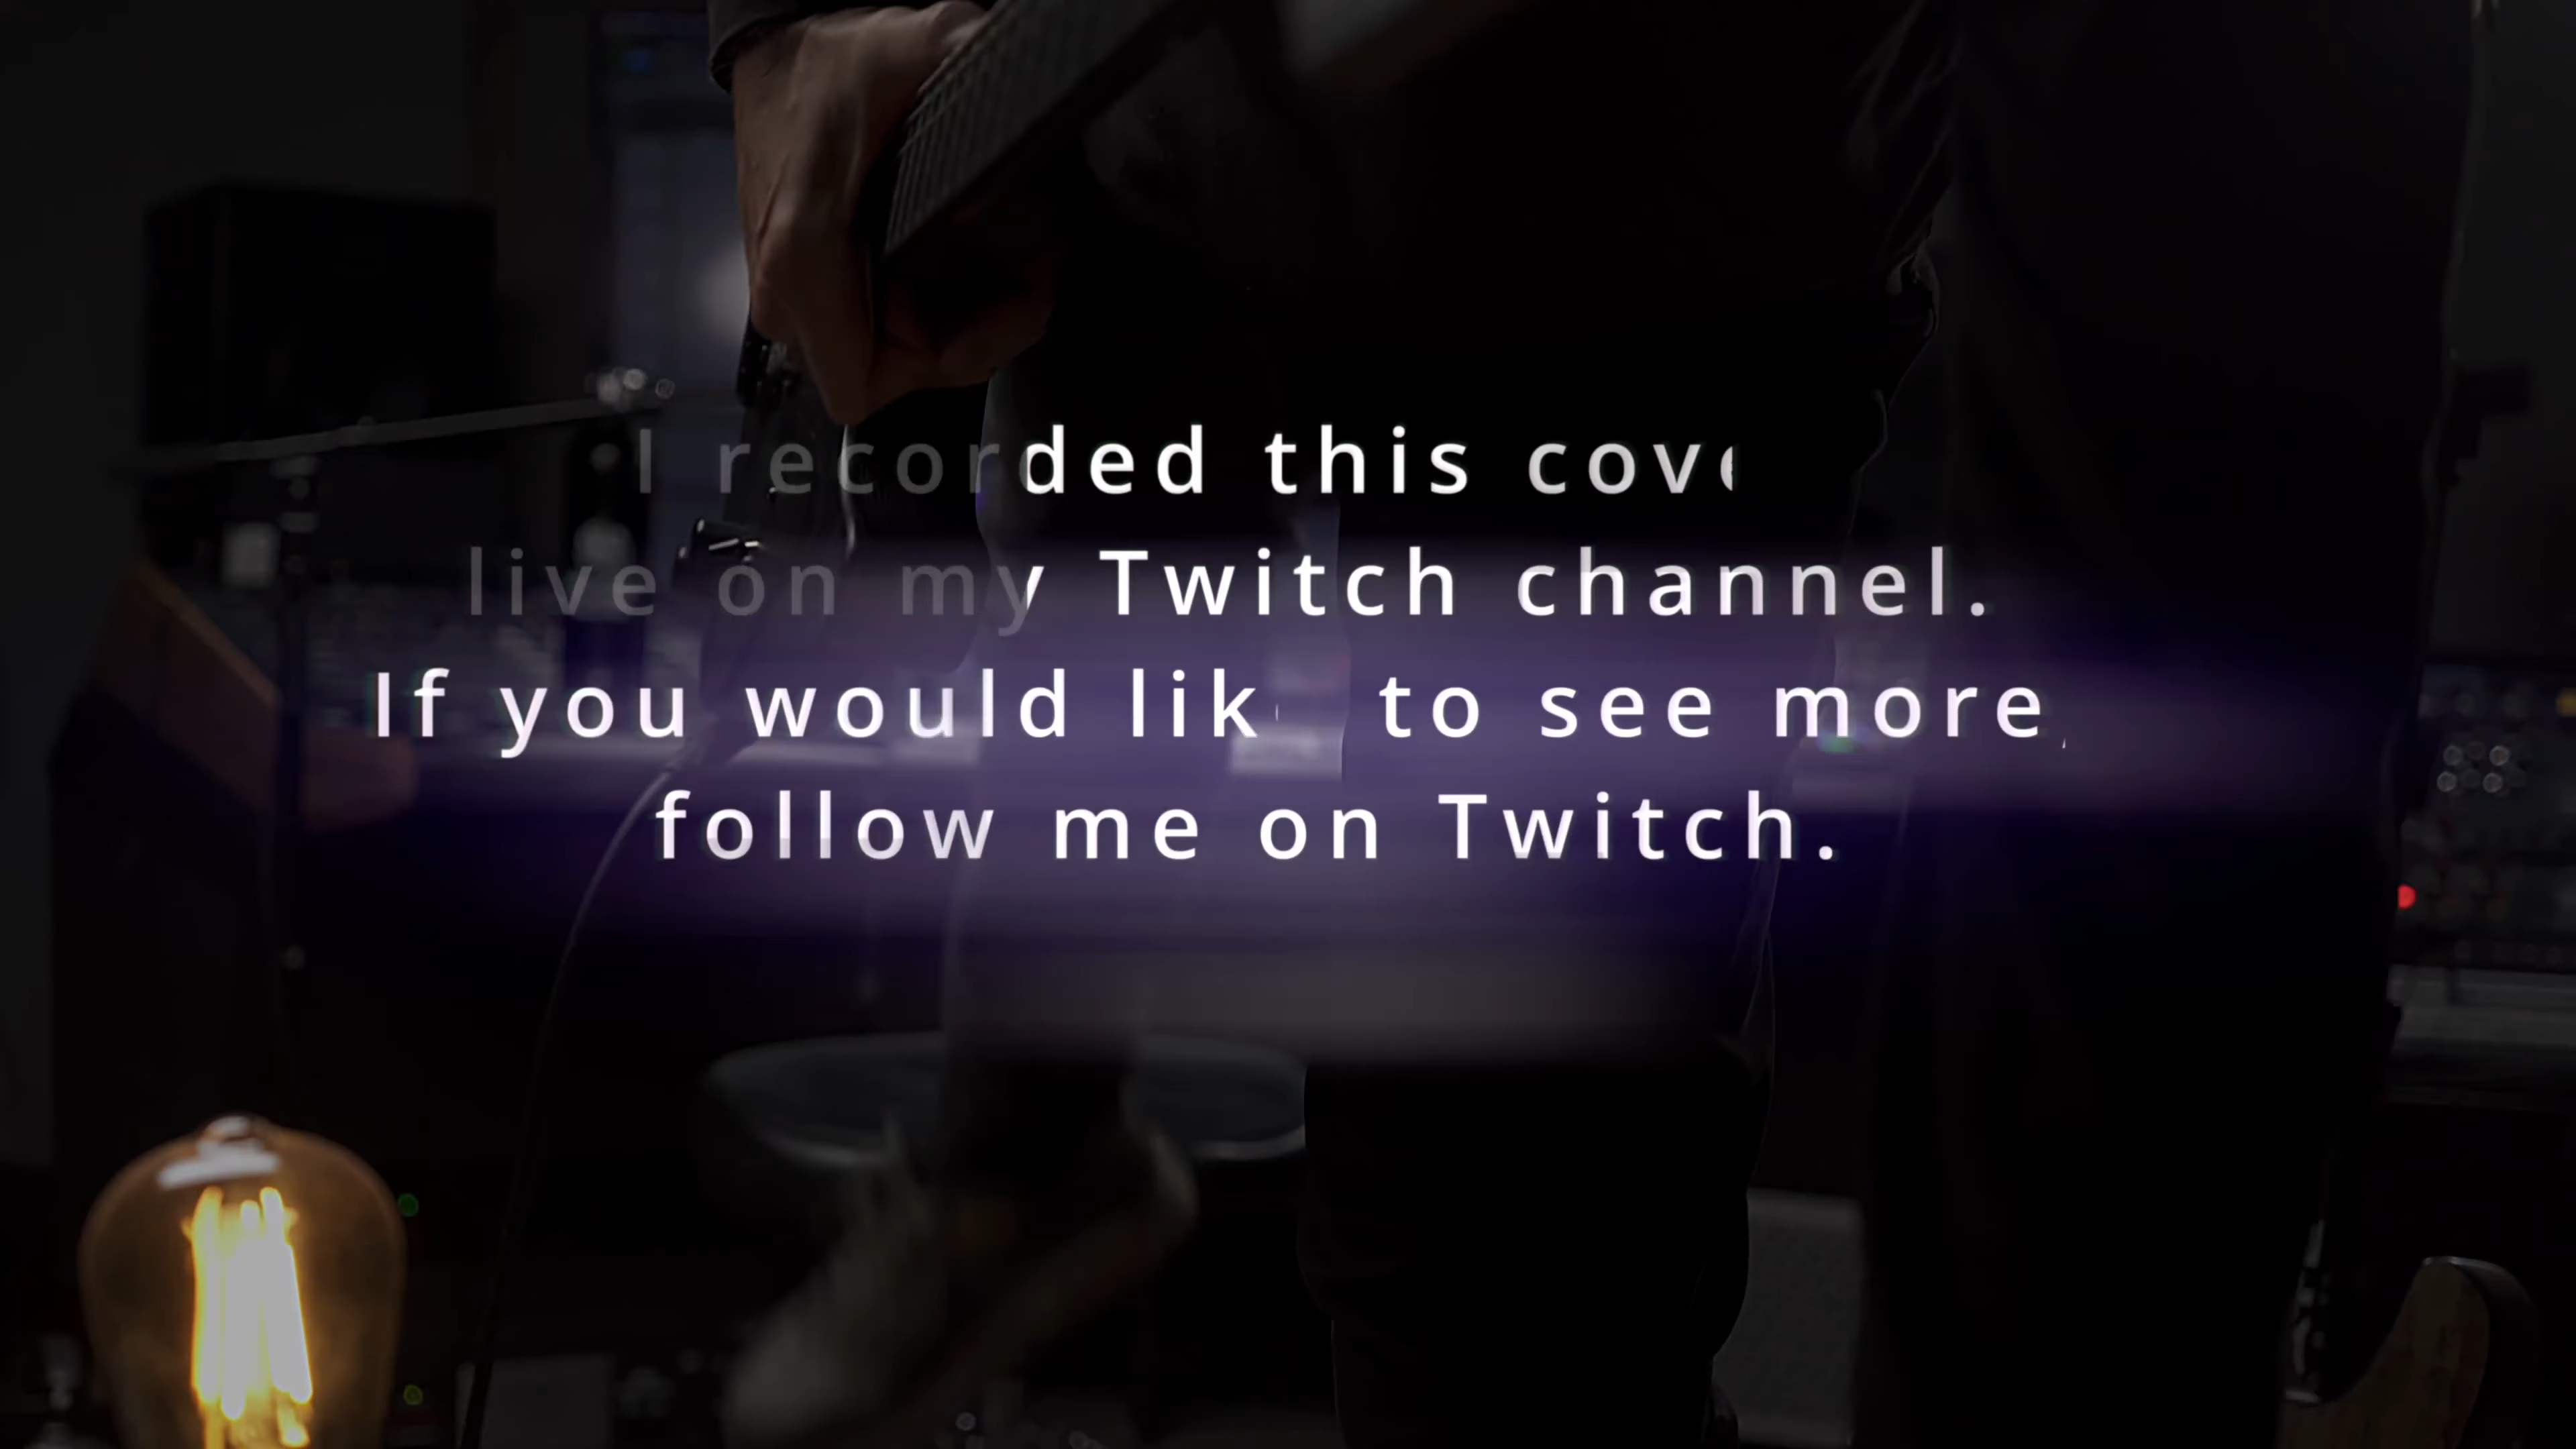 I recorded this cove
live on my Twitch channel.
If you would lik to see more,
follow me on Twitch.